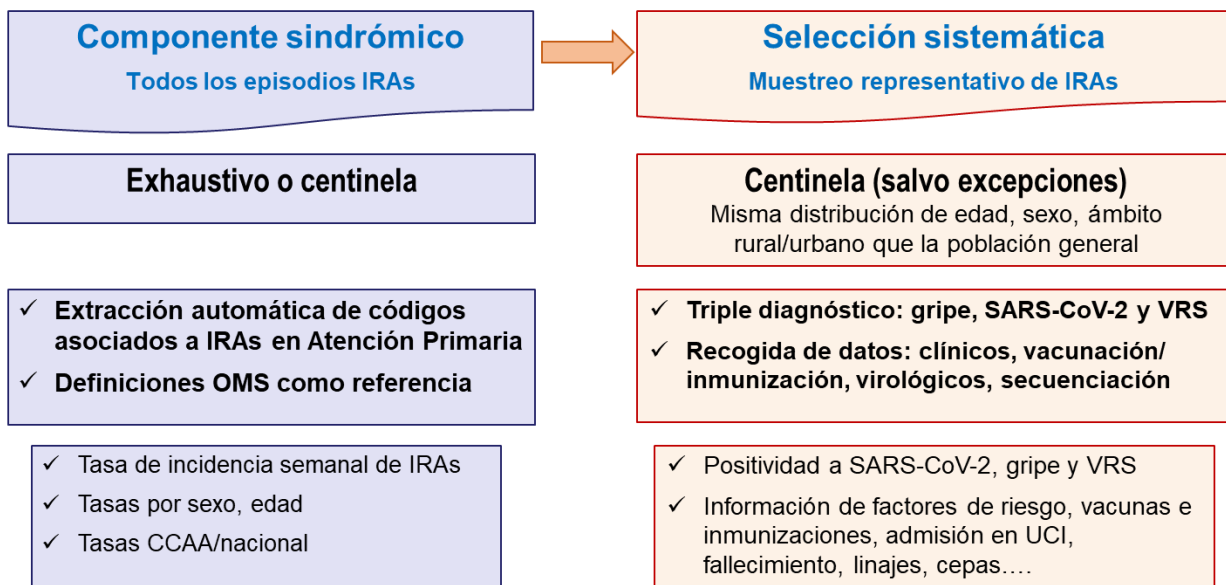 Componente sindrómico
Todos los episodios IRAs
Exhaustivo o centinela
✓ Extracción automática de códigos
asociados a IRAs en Atención Primaria
✓ Definiciones OMS como referencia
✓ Tasa de incidencia semanal de IRAs
✓ Tasas por sexo, edad
✓ Tasas CCAA/nacional
Selección sistemática
Muestreo representativo de IRAs
Centinela (salvo excepciones)
Misma distribución de edad, sexo, ámbito
rural/urbano que la población general
✓ Triple diagnóstico: gripe, SARS-CoV-2 y VRS
✓ Recogida de datos: clínicos, vacunación/
inmunización, virológicos, secuenciación
✓ Positividad a SARS-CoV-2, gripe y VRS
✓ Información de factores de riesgo, vacunas e
inmunizaciones, admisión en UCI,
fallecimiento, linajes, cepas….